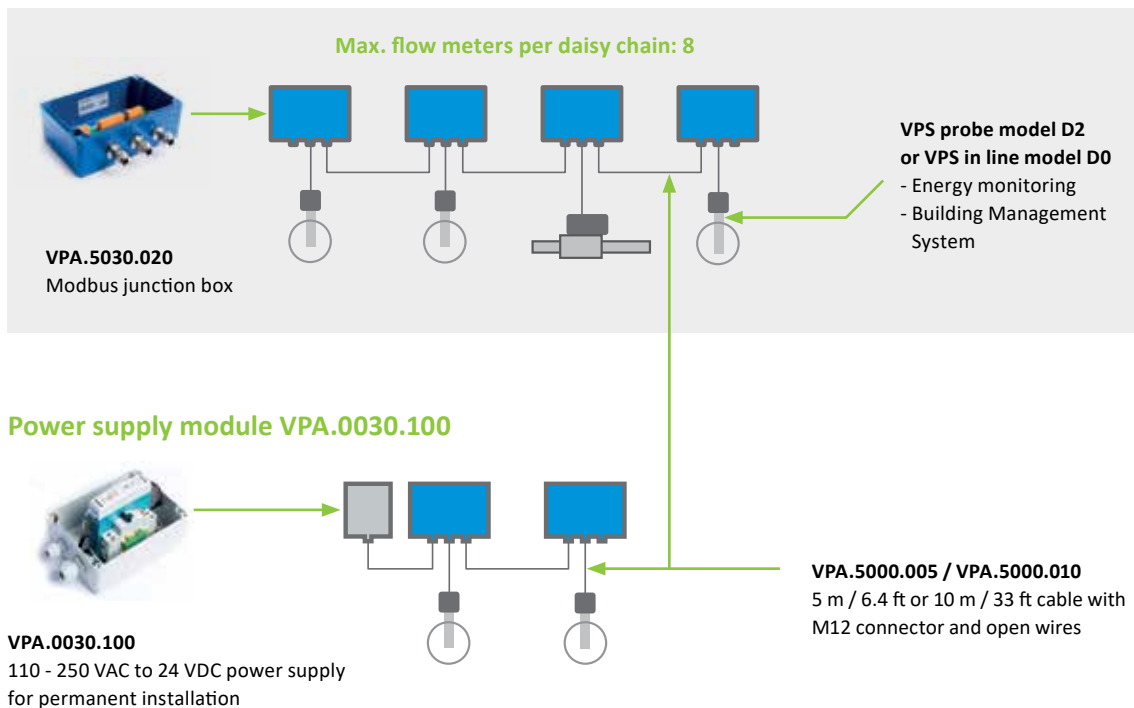 Max. flow meters per daisy chain: 8
VPS probe model D2
or VPS in line model D0
- Energy monitoring
- Building Management
System
VPA.5030.020
Modbus junction box
Power supply module VPA.0030.100
VPA.5000.005 / VPA.5000.010
5 m / 6.4 ft or 10 m / 33 ft cable with
M12 connector and open wires
VPA.0030.100
110 - 250 VAC to 24 VDC power supply
for permanent installation